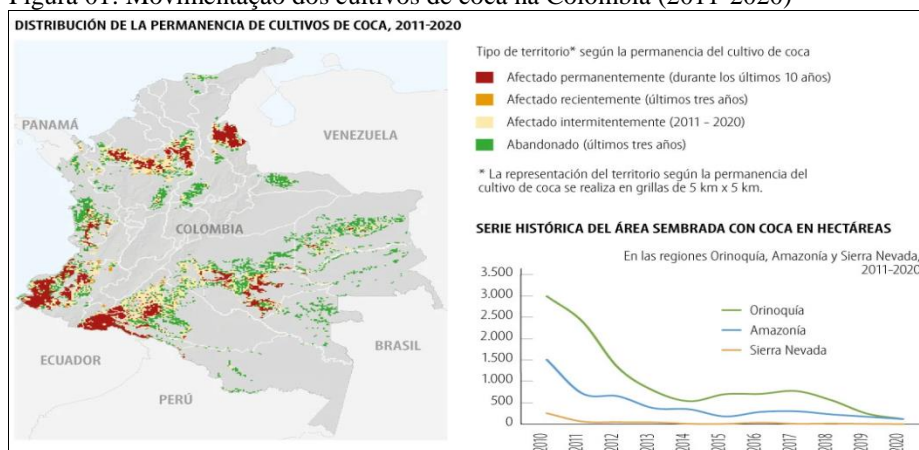 Figura 01: Movimentação dos cultivos de coca na Colômbia (2011-2020)
DISTRIBUCIÓN DE LA PERMANENCIA DE CULTIVOS DE COCA, 2011-2020
Tipo de territorio* según la permanencia del cultivo de coca
Afectado permanentemente (durante los últimos 10 años)
Afectado recientemente (últimos tres años)
Afectado intermitentemente (2011 – 2020)
Abandonado (últimos tres años)
* La representación del territorio según la permanencia del
cultivo de coca se realiza en grillas de 5 km x 5 km.
PANAMÁ
VENEZUELA
COLOMBIA
ECUADOR
PERÚ
BRASIL
SERIE HISTÓRICA DEL ÁREA SEMBRADA CON COCA EN HECTÁREAS
En las regiones Orinoquía, Amazonía y Sierra Nevada,
2011-2020
3.500
3.000
2.000
1.500
1.000
500
0
Orinoquía
Amazonía
Sierra Nevada
2010
2011
2012
2013
2014
2015
2016
2017
2018
2019
2020